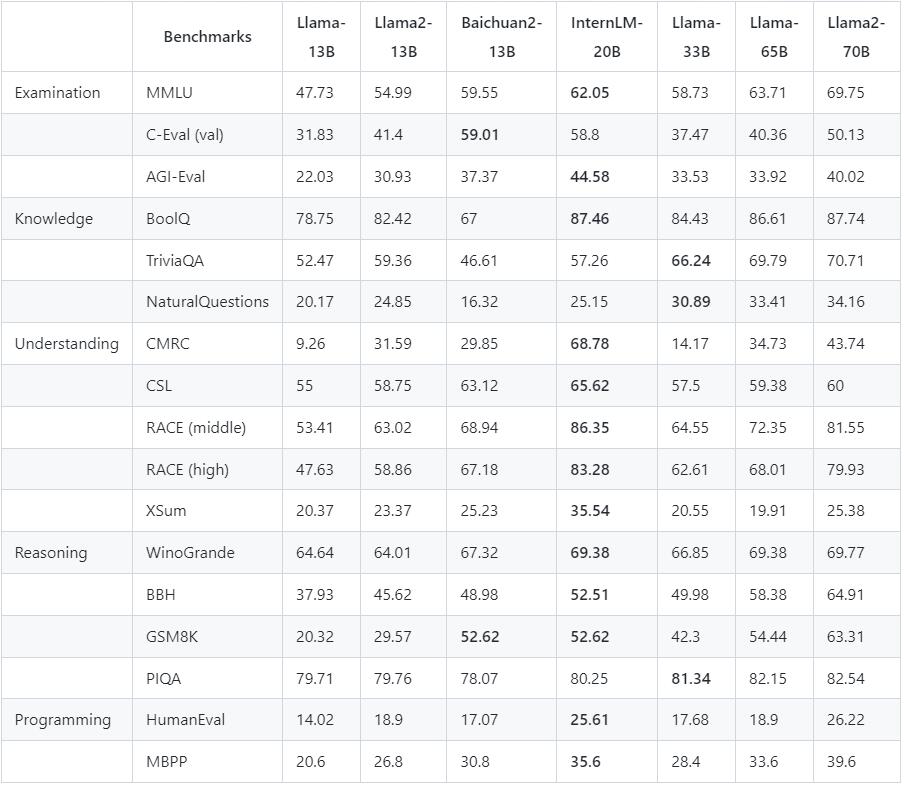 Benchmarks Llama-13B Llama2-13B Baichuan2-13B InternLM-20B Llama-33B Llama-65B Llama2-70B
Examination MMLU 47.73 54.99 59.55 62.05 58.73 63.71 69.75
C-Eval (val) 31.83 41.4 59.01 58.8 37.47 40.36 50.13
AGI-Eval 22.03 30.93 37.37 44.58 33.53 33.92 40.02
Knowledge BoolQ 78.75 82.42 67 87.46 84.43 86.61 87.74
TriviaQA 52.47 59.36 46.61 57.26 66.24 69.79 70.71
NaturalQuestions 20.17 24.85 16.32 25.15 30.89 33.41 34.16
Understanding CMRC 9.26 31.59 29.85 68.78 14.17 34.73 43.74
CSL 55 58.75 63.12 65.62 57.5 59.38 60
RACE (middle) 53.41 63.02 68.94 86.35 64.55 72.35 81.55
RACE (high) 47.63 58.86 67.18 83.28 62.61 68.01 79.93
XSum 20.37 23.37 25.23 35.54 20.55 19.91 25.38
Reasoning WinoGrande 64.64 64.01 67.32 69.38 66.85 69.38 69.77
BBH 37.93 45.62 48.98 52.51 49.98 58.38 64.91
GSM8K 20.32 29.57 52.62 52.62 42.3 54.44 63.31
PIQA 79.71 79.76 78.07 80.25 81.34 82.15 82.54
Programming HumanEval 14.02 18.9 17.07 25.61 17.68 18.9 26.22
MBPP 20.6 26.8 30.8 35.6 28.4 33.6 39.6